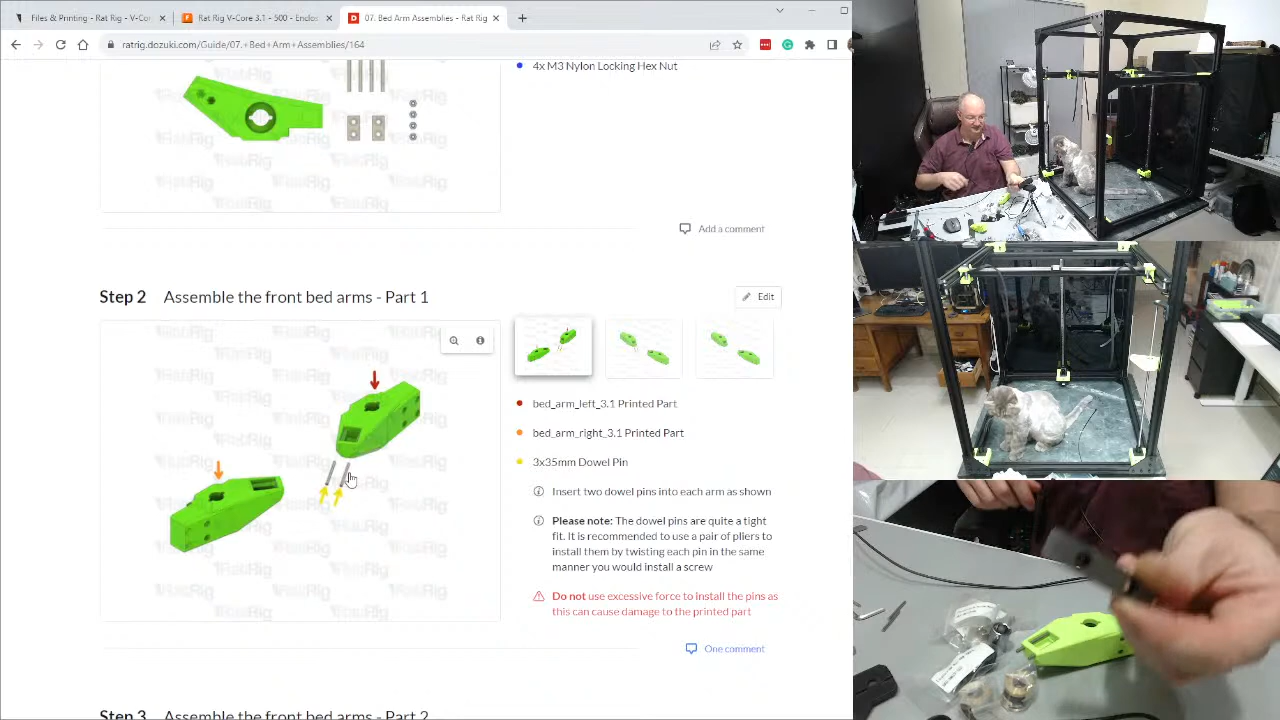 Files & Printing - Rat Rig V-Co
Rat Rig V-Core 3.1 - 500 - Endes
07. Bed Arm Assemblies - Rat Rig
ratrig.dozuki.com/Guide/07.+Bed+Arm+Assemblies/164
4x M3 Nylon Locking Hex Nut
Add a comment
Step 2 Assemble the front bed arms - Part 1
Edit
bed_arm_left_3.1 Printed Part
bed_arm_right_3.1 Printed Part
3x35mm Dowel Pin
Insert two dowel pins into each arm as shown
Please note: The dowel pins are quite a tight
fit. It is recommended to use a pair of pliers to
install them by twisting each pin in the same
manner you would install a screw
Do not use excessive force to install the pins as
this can cause damage to the printed part
One comment
Step 3 Assemble the front bed arms - Part 2